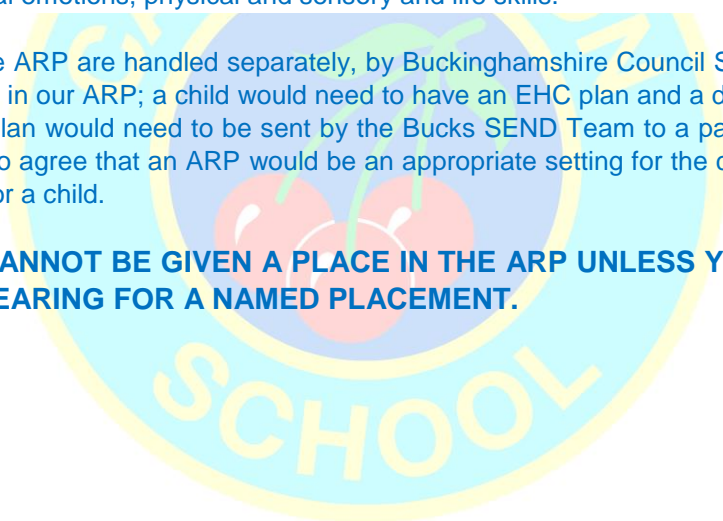 al emotions, physical and sensory and life skills.
e ARP are handled separately, by Buckinghamshire Council S
in our ARP; a child would need to have an EHC plan and a d
lan would need to be sent by the Bucks SEND Team to a pa
o agree that an ARP would be an appropriate setting for the c
or a child.
ANNOT BE GIVEN A PLACE IN THE ARP UNLESS Y
EARING FOR A NAMED PLACEMENT.
SCHOOL